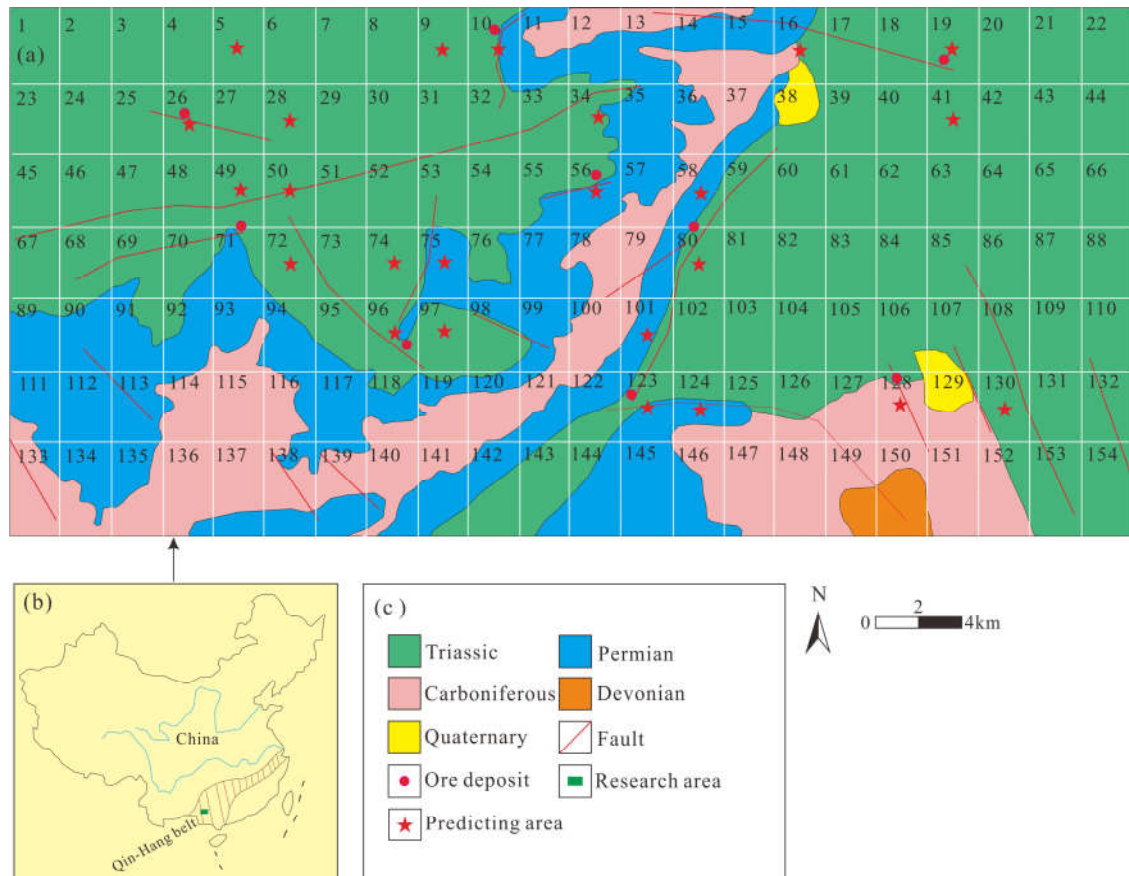 1 2 3 4 5 6 7 8 9 10 11 12 13 14 15 16 17 18 19 20 21 22
(a)
23 24 25 26 27 28 29 30 31 32 33 34 35 36 37 38 39 40 41 42 43 44
45 46 47 48 49 50 51 52 53 54 55 56 57 58 59 60 61 62 63 64 65 66
67 68 69 70 71 72 73 74 75 76 77 78 79 80 81 82 83 84 85 86 87 88
89 90 91 92 93 94 95 96 97 98 99 100 101 102 103 104 105 106 107 108 109 110
111 112 113 114 115 116 117 118 119 120 121 122 123 124 125 126 127 128 129 130 131 132
133 134 135 136 137 138 139 140 141 142 143 144 145 146 147 148 149 150 151 152 153 154
(b)
China
Qin-Hang belt
(c )
Triassic
Permian
Carboniferous
Devonian
Quaternary
Fault
Ore deposit
Research area
Predicting area
N
0 2 4km